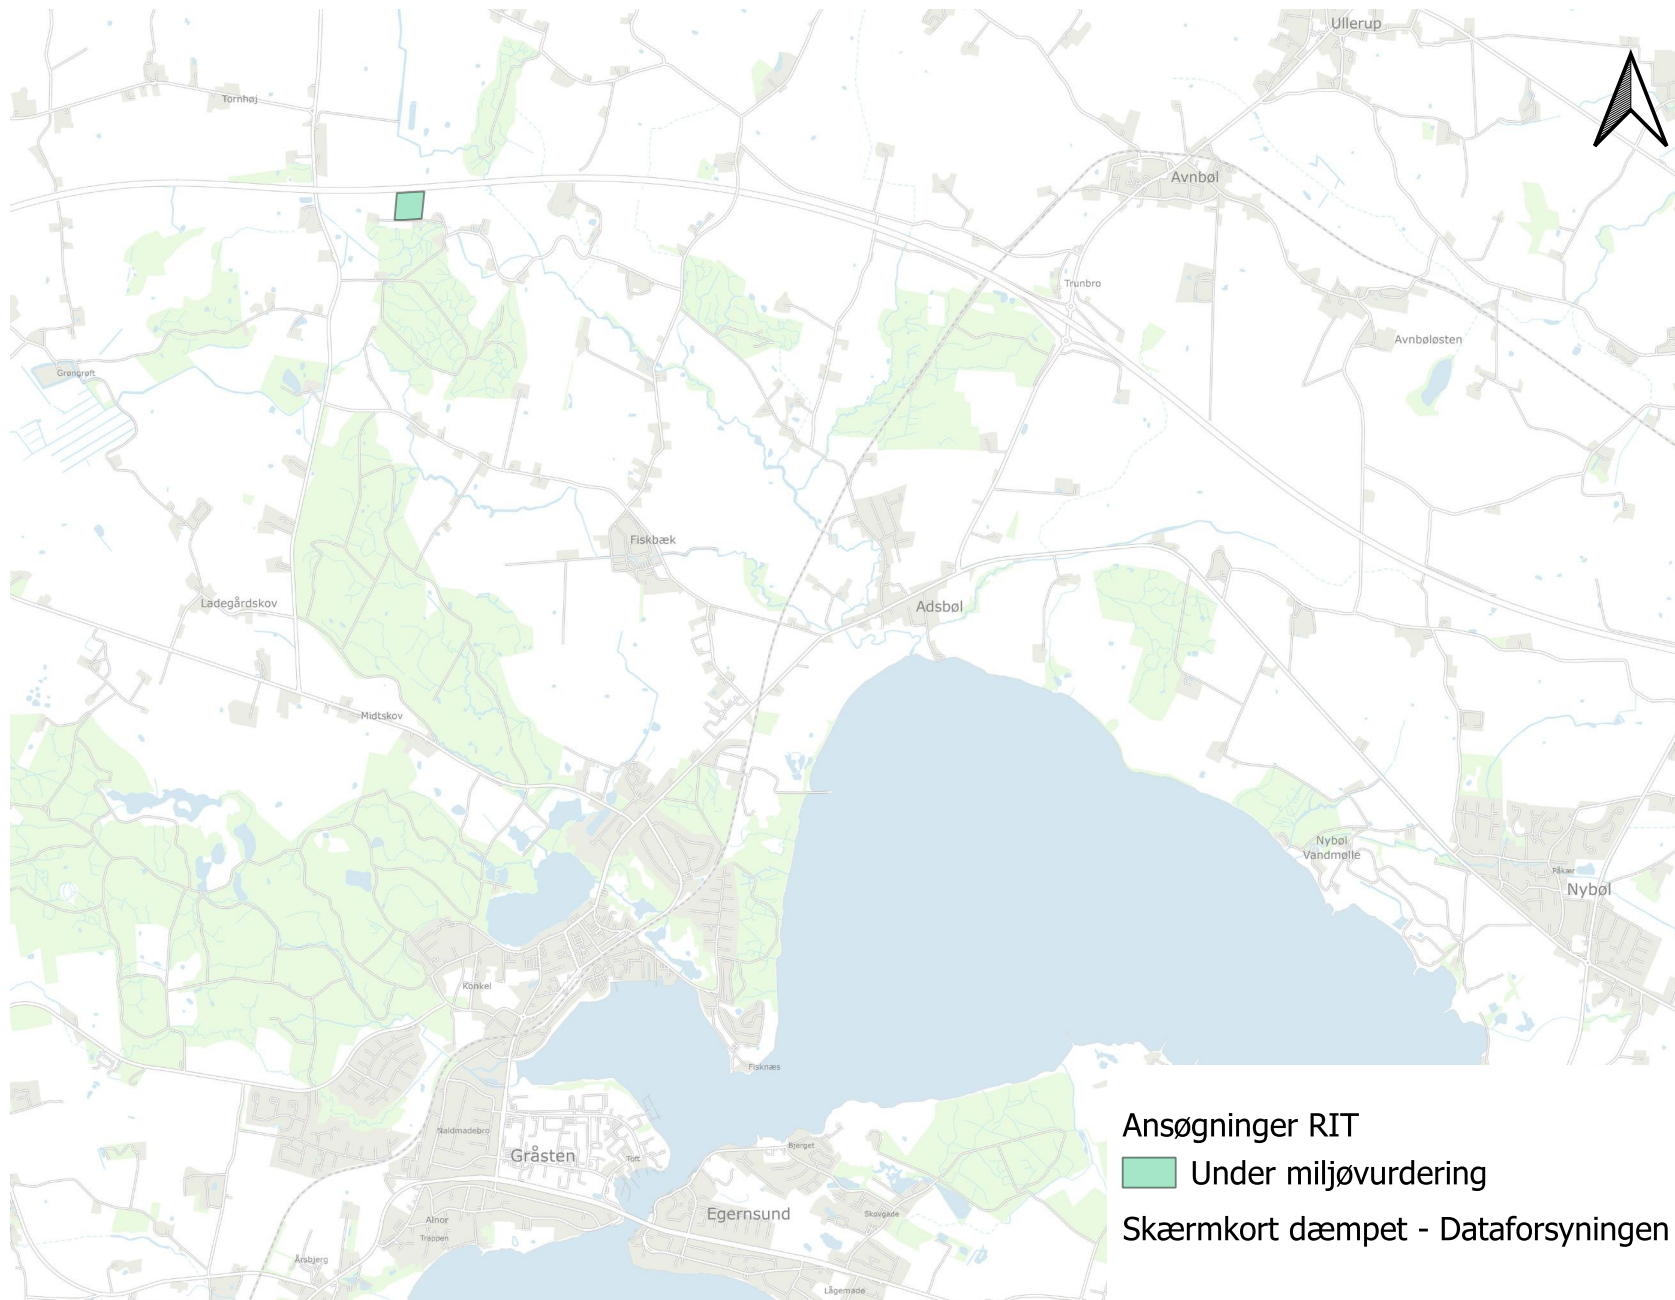 Ullerup
Tornhøj
Avnbøl
Trunbro
Avnbøløsten
Grøngrøft
Fiskbæk
Ladegårdskov
Adsbøl
Midtskov
Nybøl
Vandmølle
Påkær
Nybøl
Konkel
Fisknæs
Naldmadebro
Bjerget
Gråsten
Toft
Egernsund
Skovgade
Alnor
Trappen
Årsbjerg
Lågemade
Ansøgninger RIT
Under miljøvurdering
Skærmkort dæmpet - Dataforsyningen